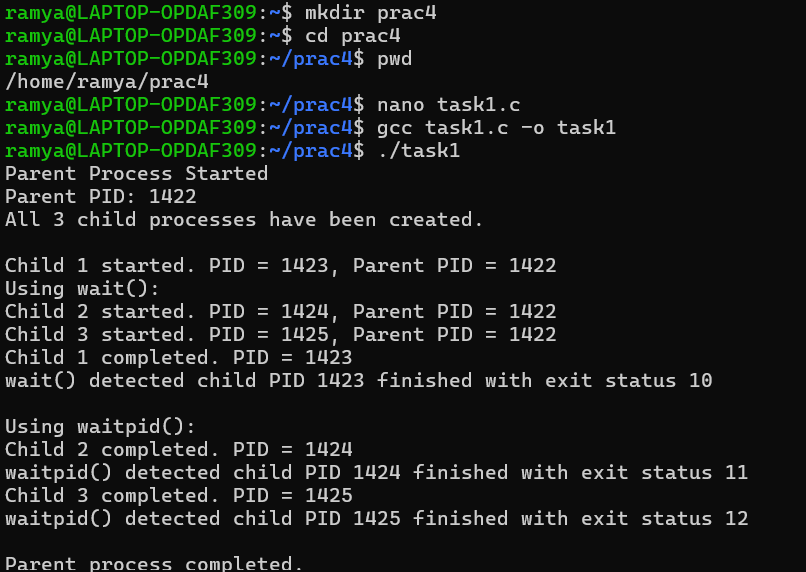 ramya@LAPTOP-OPDAF309:~$ mkdir prac4
ramya@LAPTOP-OPDAF309:~$ cd prac4
ramya@LAPTOP-OPDAF309:~/prac4$ pwd
/home/ramya/prac4
ramya@LAPTOP-OPDAF309:~/prac4$ nano task1.c
ramya@LAPTOP-OPDAF309:~/prac4$ gcc task1.c -o task1
ramya@LAPTOP-OPDAF309:~/prac4$ ./task1
Parent Process Started
Parent PID: 1422
All 3 child processes have been created.

Child 1 started. PID = 1423, Parent PID = 1422
Using wait():
Child 2 started. PID = 1424, Parent PID = 1422
Child 3 started. PID = 1425, Parent PID = 1422
Child 1 completed. PID = 1423
wait() detected child PID 1423 finished with exit status 10

Using waitpid():
Child 2 completed. PID = 1424
waitpid() detected child PID 1424 finished with exit status 11
Child 3 completed. PID = 1425
waitpid() detected child PID 1425 finished with exit status 12

Parent process completed.